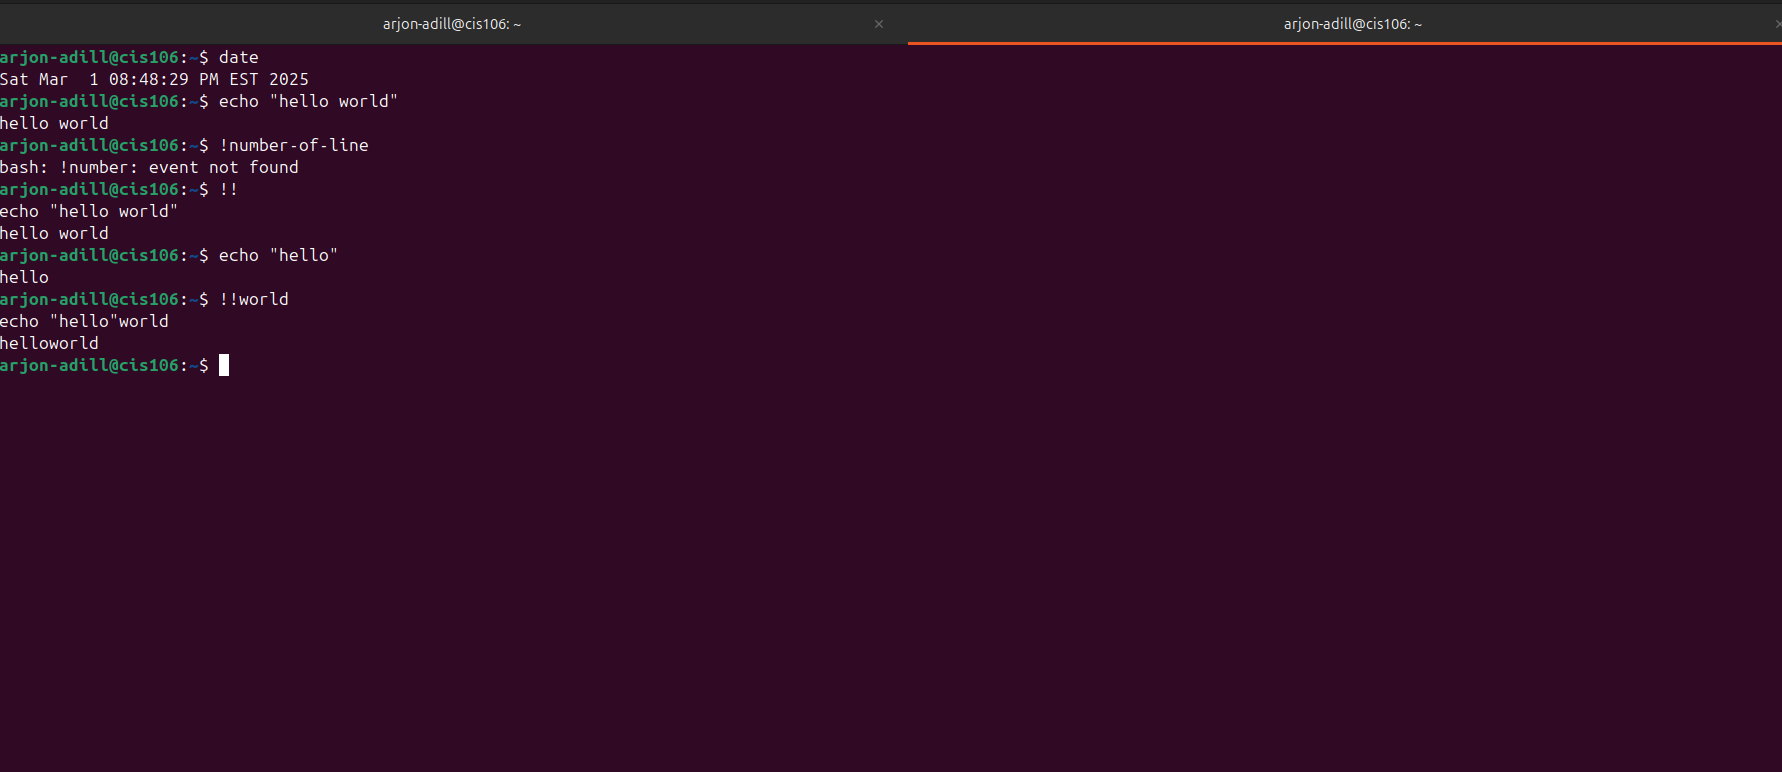 arjon-adill@cis106: ~ × arjon-adill@cis106: ~ ×
arjon-adill@cis106:~$ date
Sat Mar  1 08:48:29 PM EST 2025
arjon-adill@cis106:~$ echo "hello world"
hello world
arjon-adill@cis106:~$ !number-of-line
bash: !number: event not found
arjon-adill@cis106:~$ !!
echo "hello world"
hello world
arjon-adill@cis106:~$ echo "hello"
hello
arjon-adill@cis106:~$ !!world
echo "hello"world
helloworld
arjon-adill@cis106:~$